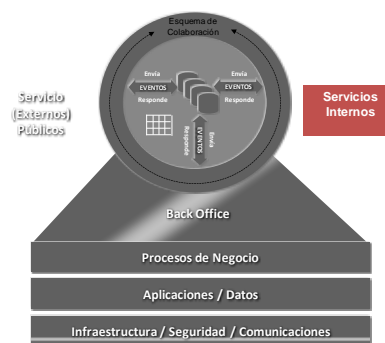 Esquema de
Colaboración
Envía
EVENTOS
Responde
Envía
EVENTOS
Responde
Envía
EVENTOS
Responde
Servicio
(Externos)
Públicos
Servicios
Internos
Back Office
Procesos de Negocio
Aplicaciones / Datos
Infraestructura / Seguridad / Comunicaciones